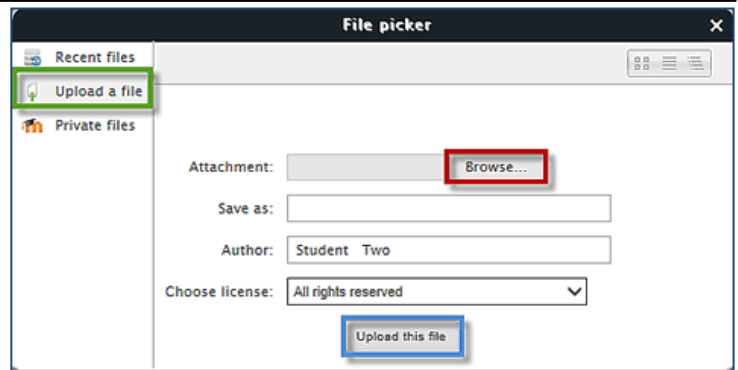 File picker
Recent files
Upload a file
Private files
Attachment: Browse...
Save as:
Author: Student Two
Choose license: All rights reserved
Upload this file